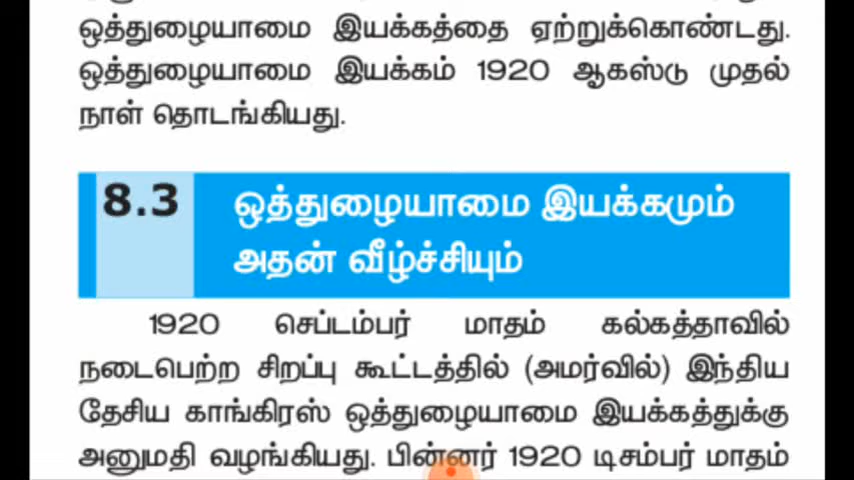 ஒத்துழையாமை இயக்கத்தை ஏற்றுக்கொண்டது.
ஒத்துழையாமை இயக்கம் 1920 ஆகஸ்டு முதல்
நாள் தொடங்கியது.
8.3 ஒத்துழையாமை இயக்கமும்
அதன் வீழ்ச்சியும்
1920 செப்டம்பர் மாதம் கல்கத்தாவில்
நடைபெற்ற சிறப்பு கூட்டத்தில் (அமர்வில்) இந்திய
தேசிய காங்கிரஸ் ஒத்துழையாமை இயக்கத்துக்கு
அனுமதி வழங்கியது. பின்னர் 1920 டிசம்பர் மாதம்